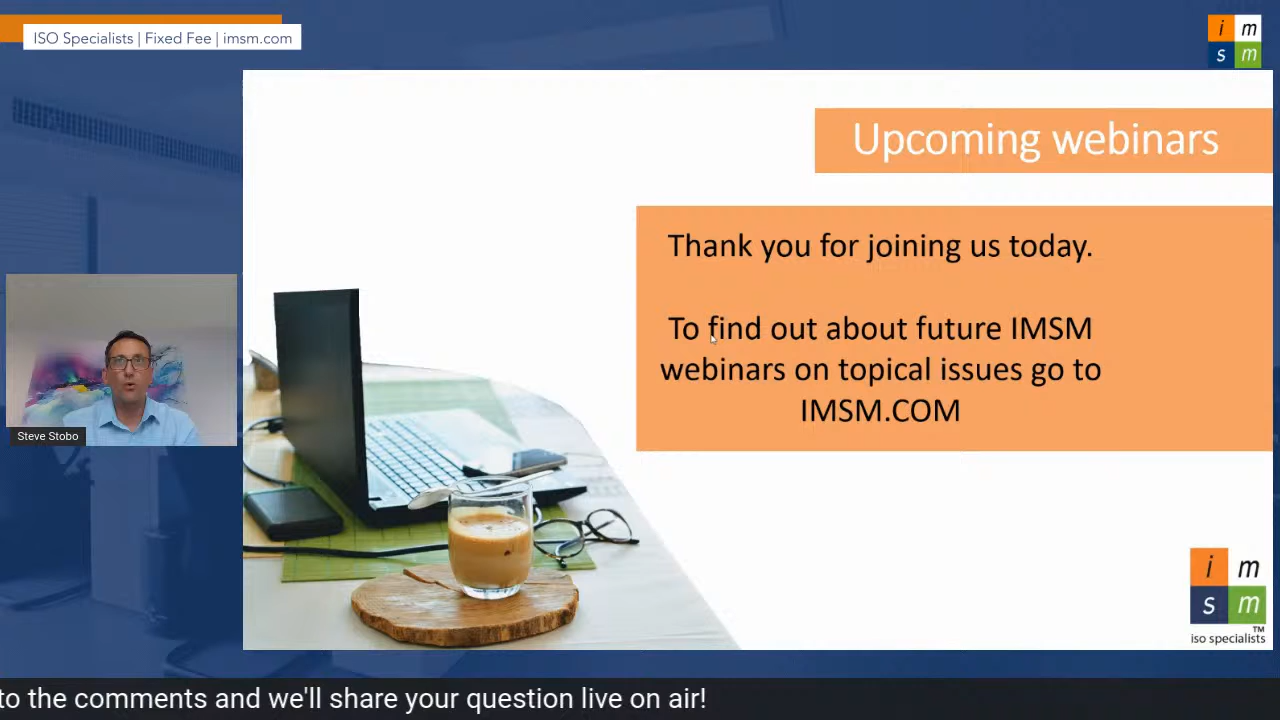 ISO Specialists | Fixed Fee | imsm.com
i m
s m
Upcoming webinars
Thank you for joining us today.
To find out about future IMSM
webinars on topical issues go to
IMSM.COM
Steve Stobo
i m
s m
TM
iso specialists
to the comments and we'll share your question live on air!